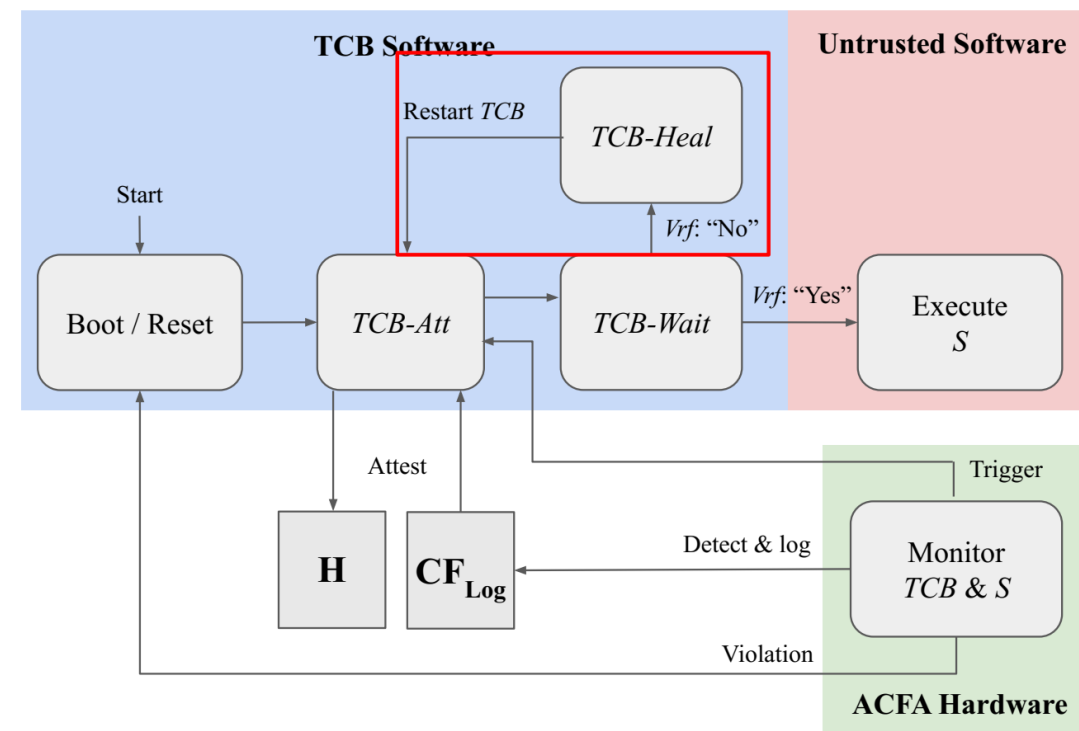 TCB Software
Untrusted Software
Restart TCB
TCB-Heal
Start
Vrf: “No”
Vrf: “Yes”
Boot / Reset
TCB-Att
TCB-Wait
Execute
S
Attest
Trigger
H
CF_Log
Detect & log
Monitor
TCB & S
Violation
ACFA Hardware